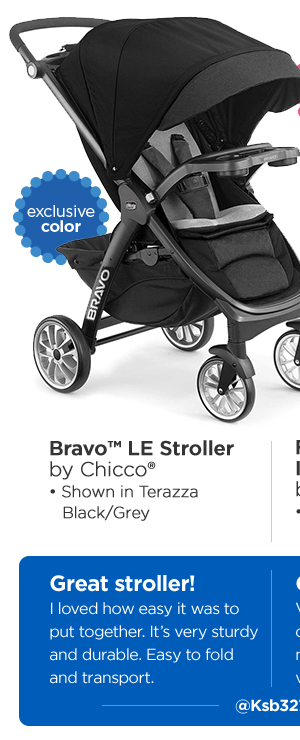 exclusive
color
BRAVO
Bravo™ LE Stroller
by Chicco®
• Shown in Terazza
Black/Grey
Great stroller!
I loved how easy it was to
put together. It’s very sturdy
and durable. Easy to fold
and transport.
@Ksb32